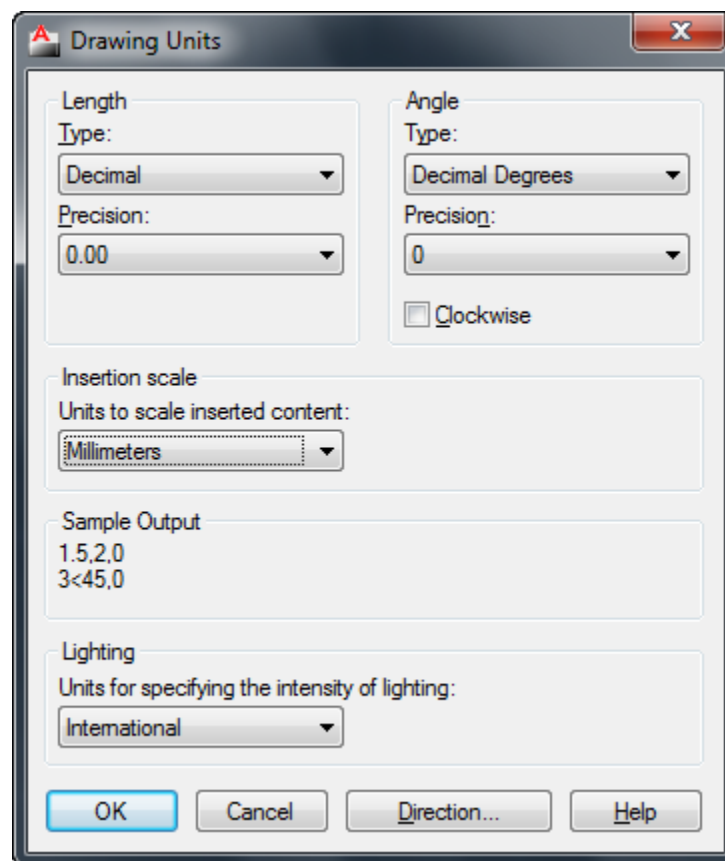 Drawing Units
Length
Type:
Decimal
Precision:
0.00
Angle
Type:
Decimal Degrees
Precision:
0
Clockwise
Insertion scale
Units to scale inserted content:
Millimeters
Sample Output
1.5,2,0
3<45,0
Lighting
Units for specifying the intensity of lighting:
International
OK
Cancel
Direction...
Help